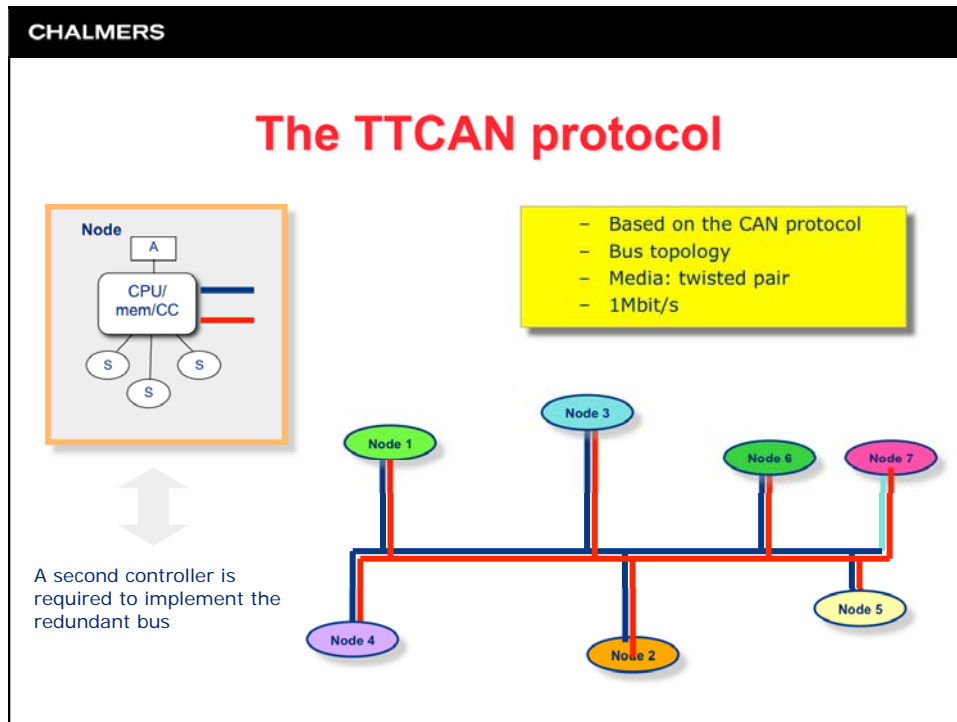 CHALMERS
The TTCAN protocol
Node
A
CPU/
mem/CC
S
S
S
– Based on the CAN protocol
– Bus topology
– Media: twisted pair
– 1Mbit/s
Node 1
Node 3
Node 6
Node 7
A second controller is
required to implement the
redundant bus
Node 4
Node 2
Node 5